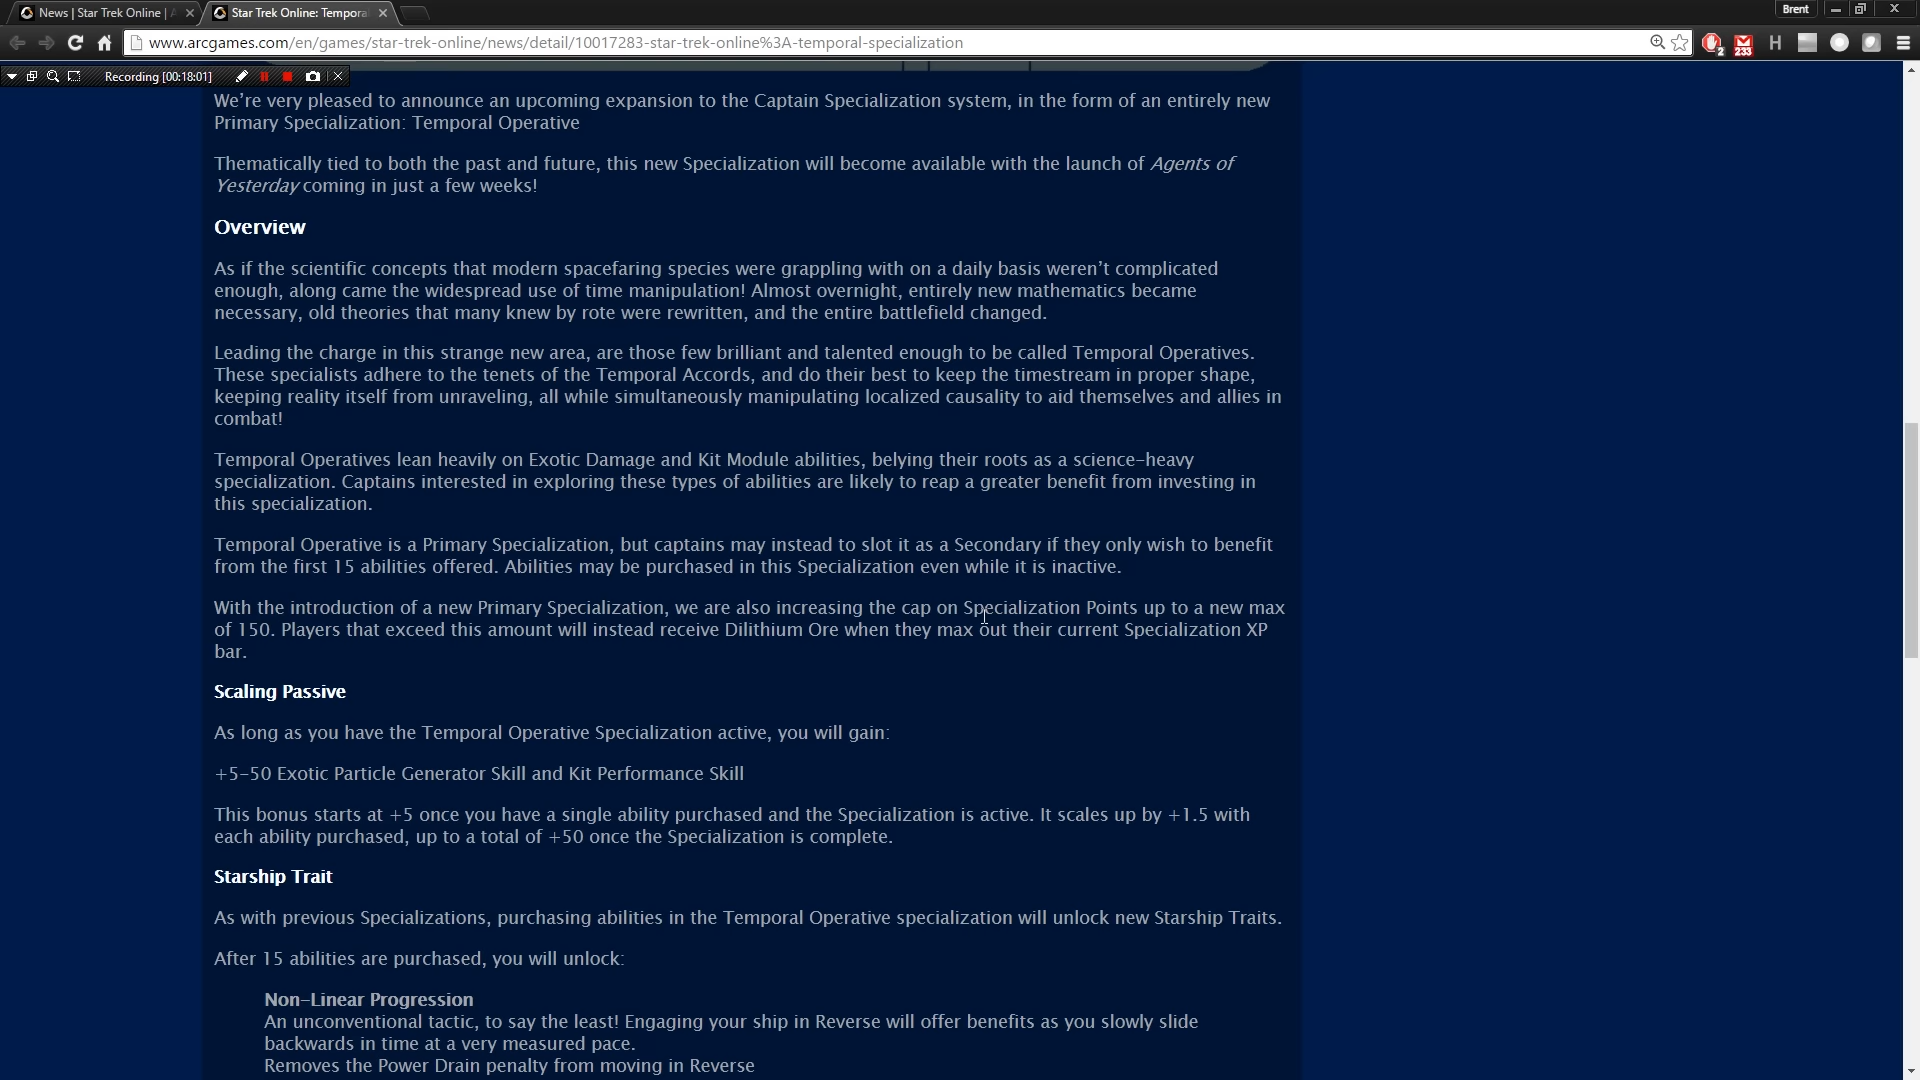 News | Star Trek Online |
Star Trek Online: Tempora
Brent
www.arcgames.com/en/games/star-trek-online/news/detail/10017283-star-trek-online%3A-temporal-specialization
2
233
H
Recording [00:18:01]
We’re very pleased to announce an upcoming expansion to the Captain Specialization system, in the form of an entirely new
Primary Specialization: Temporal Operative
Thematically tied to both the past and future, this new Specialization will become available with the launch of Agents of
Yesterday coming in just a few weeks!
Overview
As if the scientific concepts that modern spacefaring species were grappling with on a daily basis weren’t complicated
enough, along came the widespread use of time manipulation! Almost overnight, entirely new mathematics became
necessary, old theories that many knew by rote were rewritten, and the entire battlefield changed.
Leading the charge in this strange new area, are those few brilliant and talented enough to be called Temporal Operatives.
These specialists adhere to the tenets of the Temporal Accords, and do their best to keep the timestream in proper shape,
keeping reality itself from unraveling, all while simultaneously manipulating localized causality to aid themselves and allies in
combat!
Temporal Operatives lean heavily on Exotic Damage and Kit Module abilities, belying their roots as a science-heavy
specialization. Captains interested in exploring these types of abilities are likely to reap a greater benefit from investing in
this specialization.
Temporal Operative is a Primary Specialization, but captains may instead to slot it as a Secondary if they only wish to benefit
from the first 15 abilities offered. Abilities may be purchased in this Specialization even while it is inactive.
With the introduction of a new Primary Specialization, we are also increasing the cap on Specialization Points up to a new max
of 150. Players that exceed this amount will instead receive Dilithium Ore when they max out their current Specialization XP
bar.
Scaling Passive
As long as you have the Temporal Operative Specialization active, you will gain:
+5-50 Exotic Particle Generator Skill and Kit Performance Skill
This bonus starts at +5 once you have a single ability purchased and the Specialization is active. It scales up by +1.5 with
each ability purchased, up to a total of +50 once the Specialization is complete.
Starship Trait
As with previous Specializations, purchasing abilities in the Temporal Operative specialization will unlock new Starship Traits.
After 15 abilities are purchased, you will unlock:
Non-Linear Progression
An unconventional tactic, to say the least! Engaging your ship in Reverse will offer benefits as you slowly slide
backwards in time at a very measured pace.
Removes the Power Drain penalty from moving in Reverse